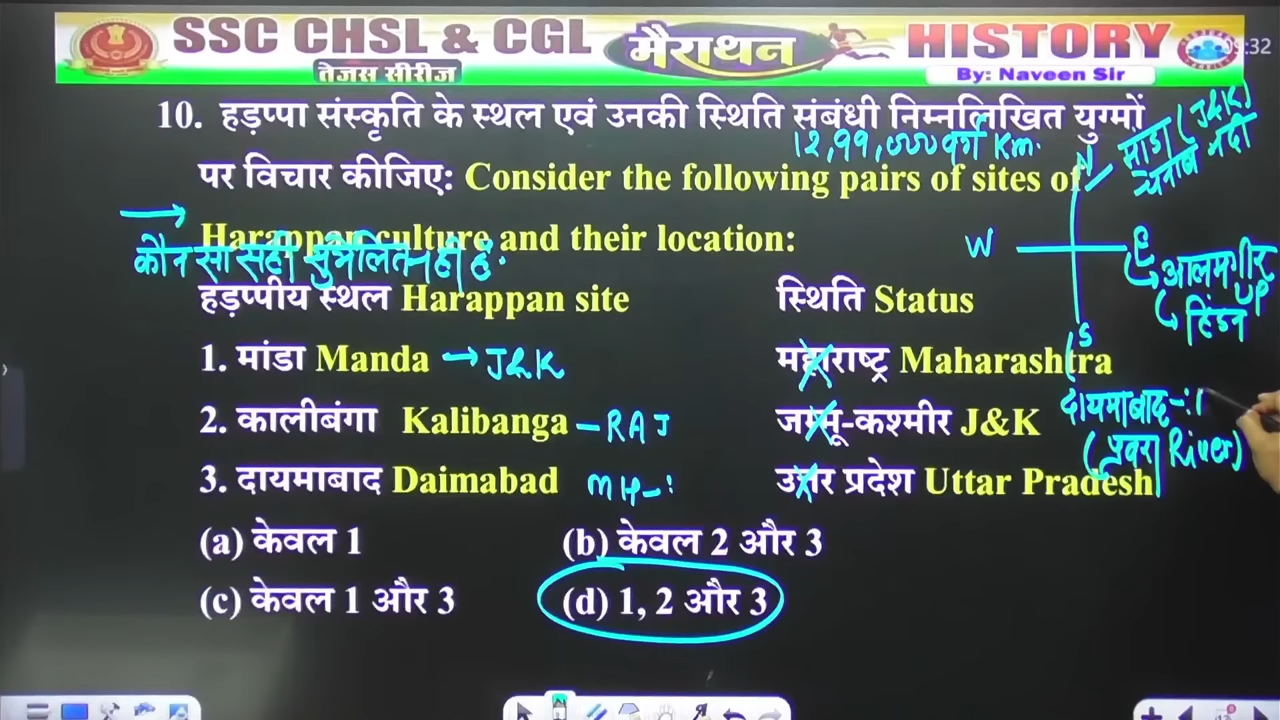 SSC CHSL & CGL
तेजस सीरीज
मैराथन
HISTORY
By: Naveen Sir
09:32
10. हड़प्पा संस्कृति के स्थल एवं उनकी स्थिति संबंधी निम्नलिखित युग्मों
12,99,000 वर्ग Km.
पर विचार कीजिए: Consider the following pairs of sites of
Harappan culture and their location:
कौन सा सही सुमेलित नहीं है.
N
मांडा (J&K)
चेनाब नदी
W
E
आलमगीर
UP
हिंडन
S
हड़प्पीय स्थल Harappan site
स्थिति Status
1. मांडा Manda → J&K
महाराष्ट्र Maharashtra
2. कालीबंगा Kalibanga – RAJ
जम्मू-कश्मीर J&K
दायमाबाद -:
(प्रवरा River)
3. दायमाबाद Daimabad MH-:
उत्तर प्रदेश Uttar Pradesh
(a) केवल 1
(b) केवल 2 और 3
(c) केवल 1 और 3
(d) 1, 2 और 3